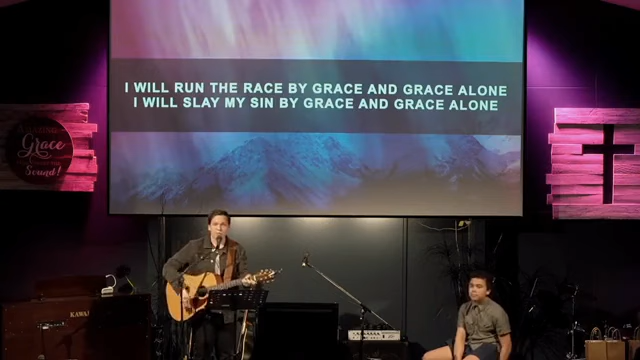 I WILL RUN THE RACE BY GRACE AND GRACE ALONE
I WILL SLAY MY SIN BY GRACE AND GRACE ALONE
Grace
Sound!
KAWAI